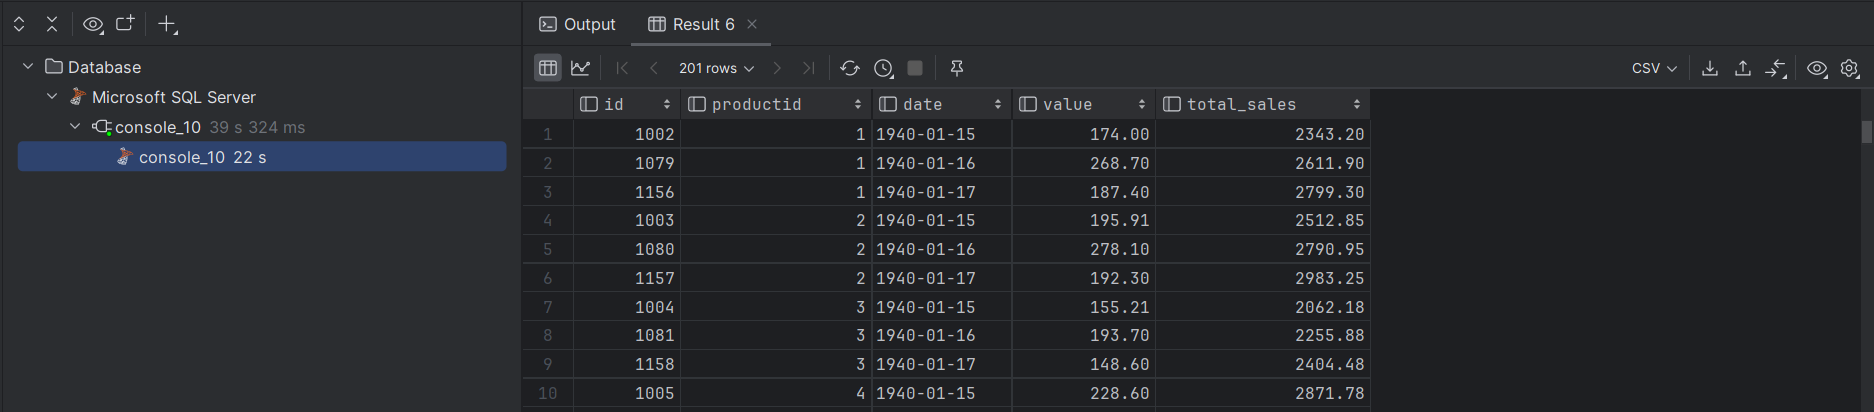 Output Result 6
Database
201 rows CSV
Microsoft SQL Server
id productid date value total_sales
console_10 39 s 324 ms
console_10 22 s
1 1002 1 1940-01-15 174.00 2343.20
2 1079 1 1940-01-16 268.70 2611.90
3 1156 1 1940-01-17 187.40 2799.30
4 1003 2 1940-01-15 195.91 2512.85
5 1080 2 1940-01-16 278.10 2790.95
6 1157 2 1940-01-17 192.30 2983.25
7 1004 3 1940-01-15 155.21 2062.18
8 1081 3 1940-01-16 193.70 2255.88
9 1158 3 1940-01-17 148.60 2404.48
10 1005 4 1940-01-15 228.60 2871.78